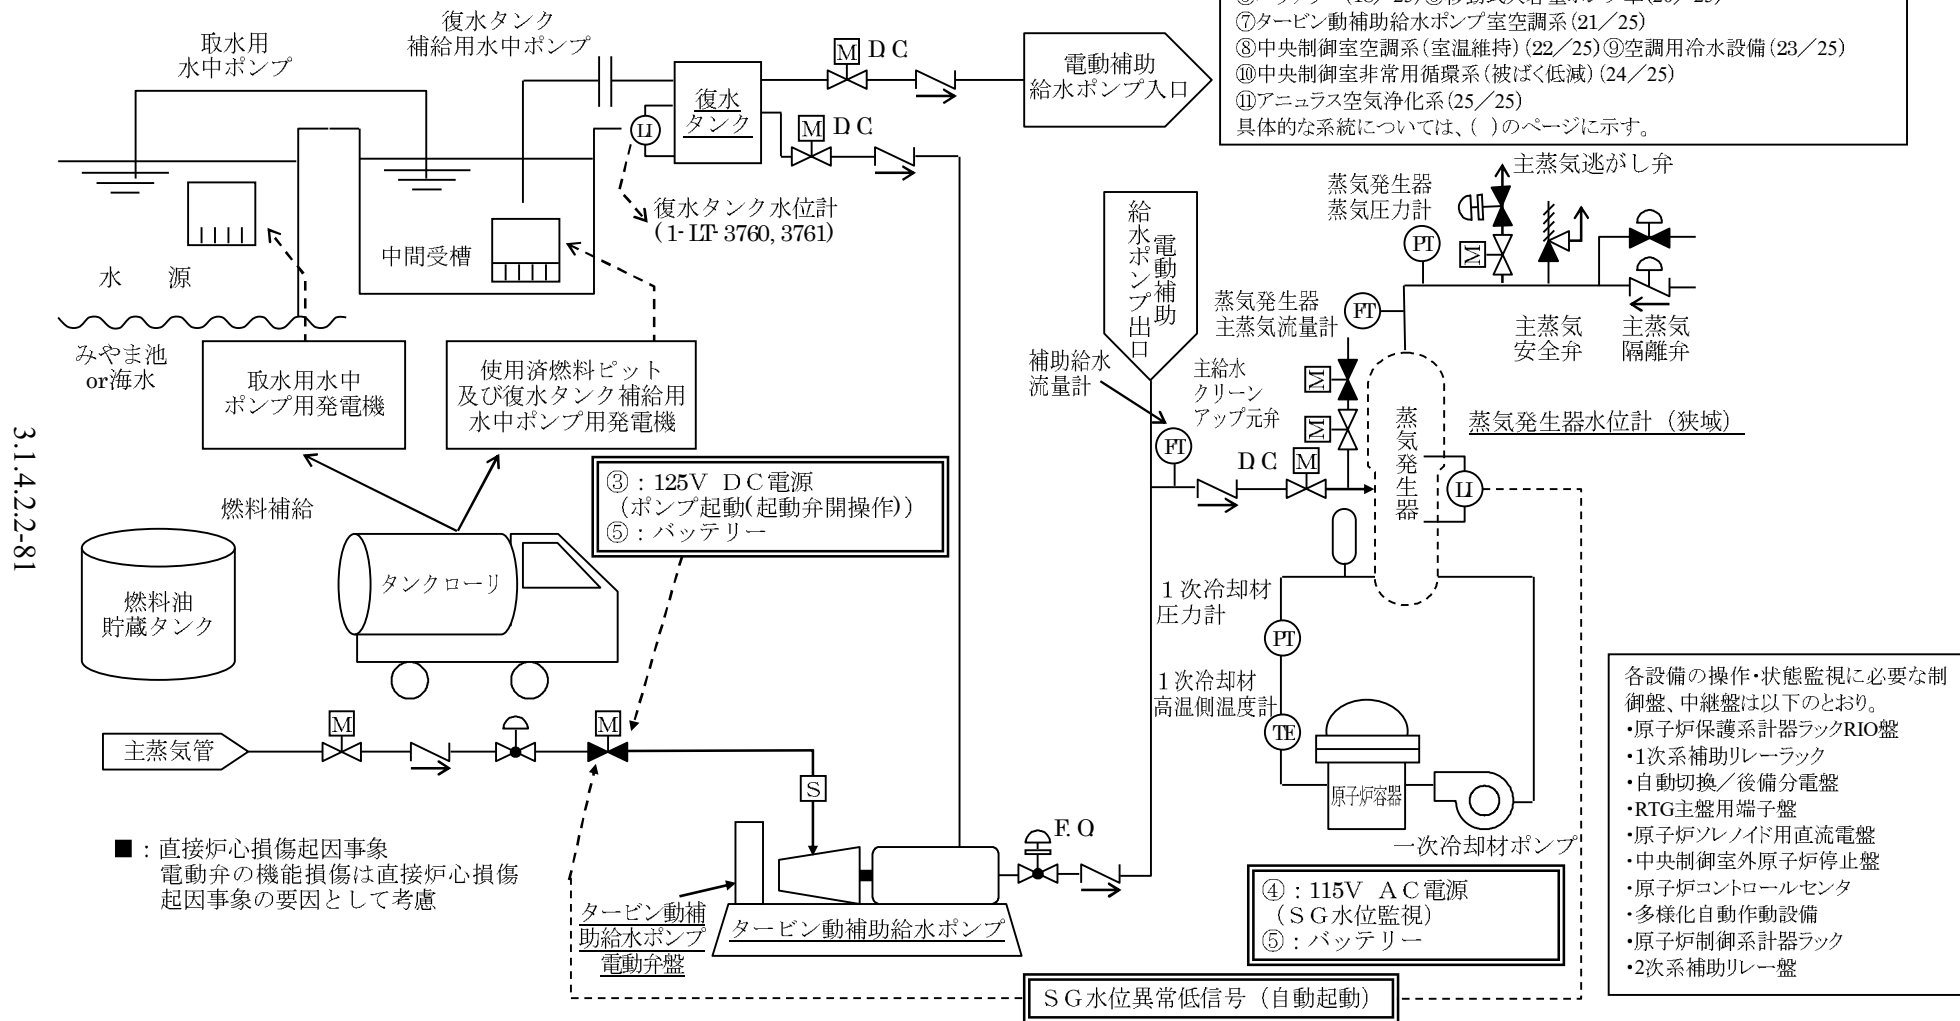 ⑦タービン動補助給水ポンプ室空調系(21／25)
⑧中央制御室空調系(室温維持)(22／25)⑨空調用冷水設備(23／25)
⑩中央制御室非常用循環系(被ばく低減)(24／25)
⑪アニュラス空気浄化系(25／25)
具体的な系統については、( )のページに示す。
取水用
水中ポンプ
復水タンク
補給用水中ポンプ
復水
タンク
LI
M
D.C
M
D.C
電動補助
給水ポンプ入口
復水タンク水位計
(1-LT-3760, 3761)
中間受槽
水 源
みやま池
or海水
取水用水中
ポンプ用発電機
使用済燃料ピット
及び復水タンク補給用
水中ポンプ用発電機
燃料補給
燃料油
貯蔵タンク
タンクローリ
③：125V DC電源
(ポンプ起動(起動弁開操作))
⑤：バッテリー
電動補助
給水ポンプ出口
補助給水
流量計
FT
主給水
クリーン
アップ元弁
D.C
M
M
M
蒸気発生器
主蒸気流量計
FT
蒸気発生器
蒸気圧力計
PT
M
主蒸気逃がし弁
主蒸気
安全弁
主蒸気
隔離弁
蒸気発生器
蒸気発生器水位計（狭域）
LI
1次冷却材
圧力計
PT
1次冷却材
高温側温度計
TE
原子炉容器
一次冷却材ポンプ
主蒸気管
M
M
S
F.O
タービン動補
助給水ポンプ
電動弁盤
タービン動補助給水ポンプ
■：直接炉心損傷起因事象
電動弁の機能損傷は直接炉心損傷
起因事象の要因として考慮
④：115V AC電源
（SG水位監視）
⑤：バッテリー
SG水位異常低信号（自動起動）
各設備の操作・状態監視に必要な制
御盤、中継盤は以下のとおり。
・原子炉保護系計器ラックRIO盤
・1次系補助リレーラック
・自動切換／後備分電盤
・RTG主盤用端子盤
・原子炉ソレノイド用直流電盤
・中央制御室外原子炉停止盤
・原子炉コントロールセンタ
・多様化自動作動設備
・原子炉制御系計器ラック
・2次系補助リレー盤
3.1.4.2.2-81